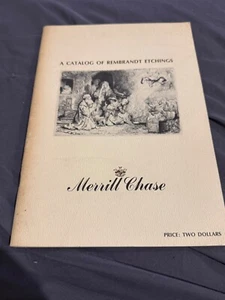 A CATALOG OF REMBRANDT ETCHINGS
Merrill Chase
PRICE: TWO DOLLARS